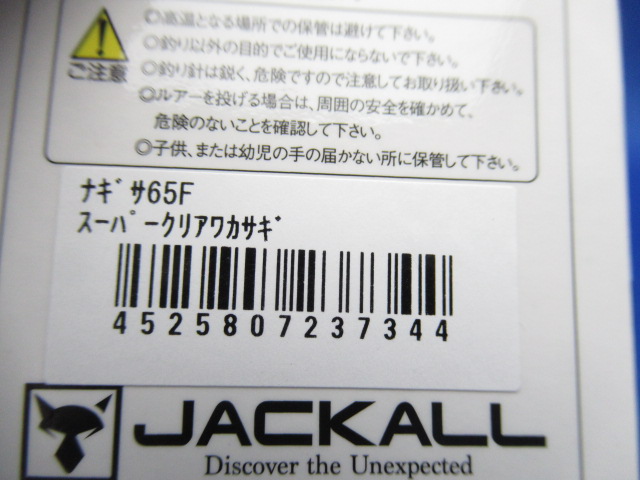 ◎高温となる場所での保管は避けて下さい。
◎釣り以外の目的でご使用にならないで下さい。
◎釣り針は鋭く、危険ですので注意してお取り扱い下さい。
◎ルアーを投げる場合は、周囲の安全を確かめて、
危険のないことを確認して下さい。
◎子供、または幼児の手の届かない所に保管して下さい。
ご注意
ﾅｷﾞｻ65F
ｽｰﾊﾟｰｸﾘｱﾜｶｻｷﾞ
4525807237344
JACKALL
Discover the Unexpected